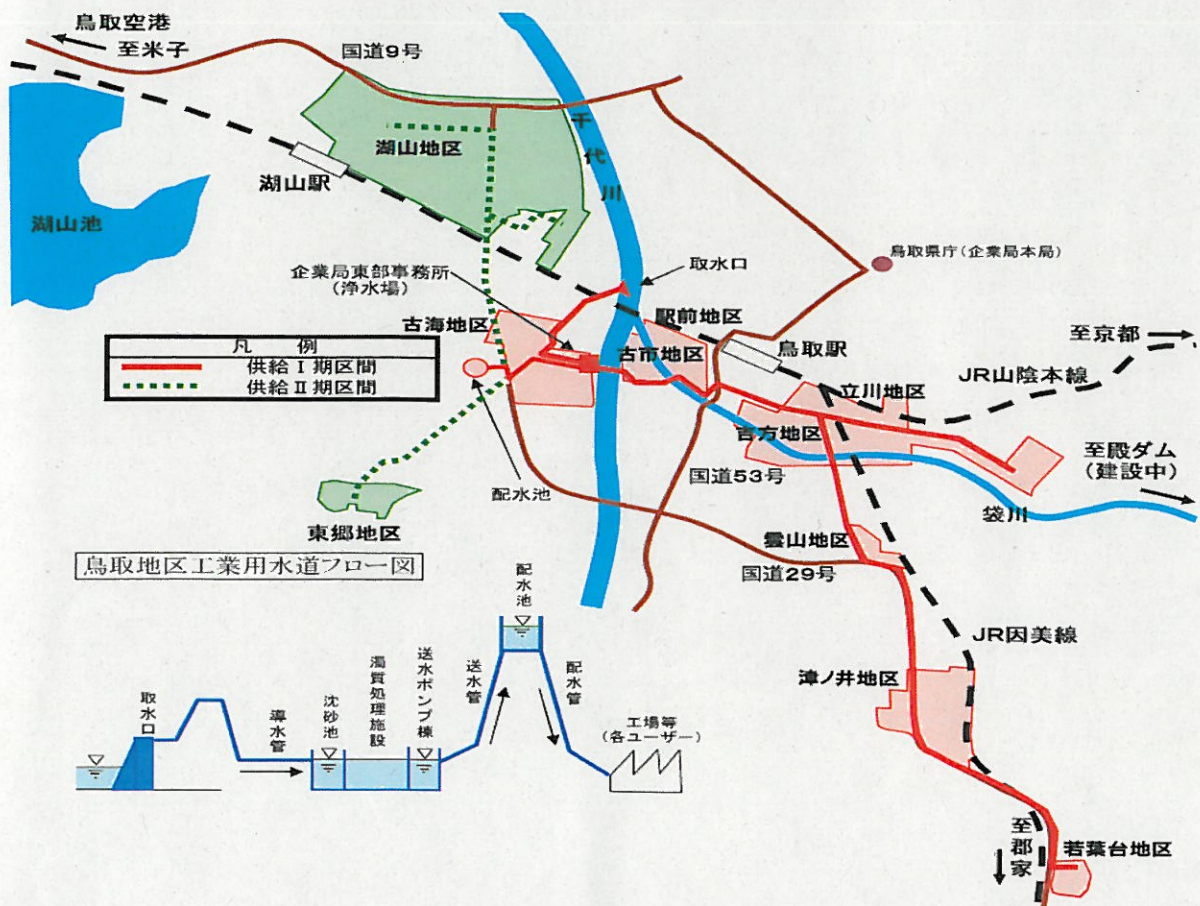 鳥取空港
至米子
国道9号
千代川
湖山地区
湖山駅
湖山池
鳥取県庁(企業局本局)
取水口
企業局東部事務所
(浄水場)
駅前地区
古海地区
至京都
凡 例
供給Ⅰ期区間
供給Ⅱ期区間
古市地区
鳥取駅
JR山陰本線
立川地区
吉方地区
至殿ダム
(建設中)
国道53号
配水池
袋川
東郷地区
雲山地区
鳥取地区工業用水道フロー図
国道29号
JR因美線
津ノ井地区
取水口
導水管
沈砂池
濁質処理施設
送水ポンプ棟
送水管
配水池
配水管
工場等
(各ユーザー)
至郡家
若葉台地区